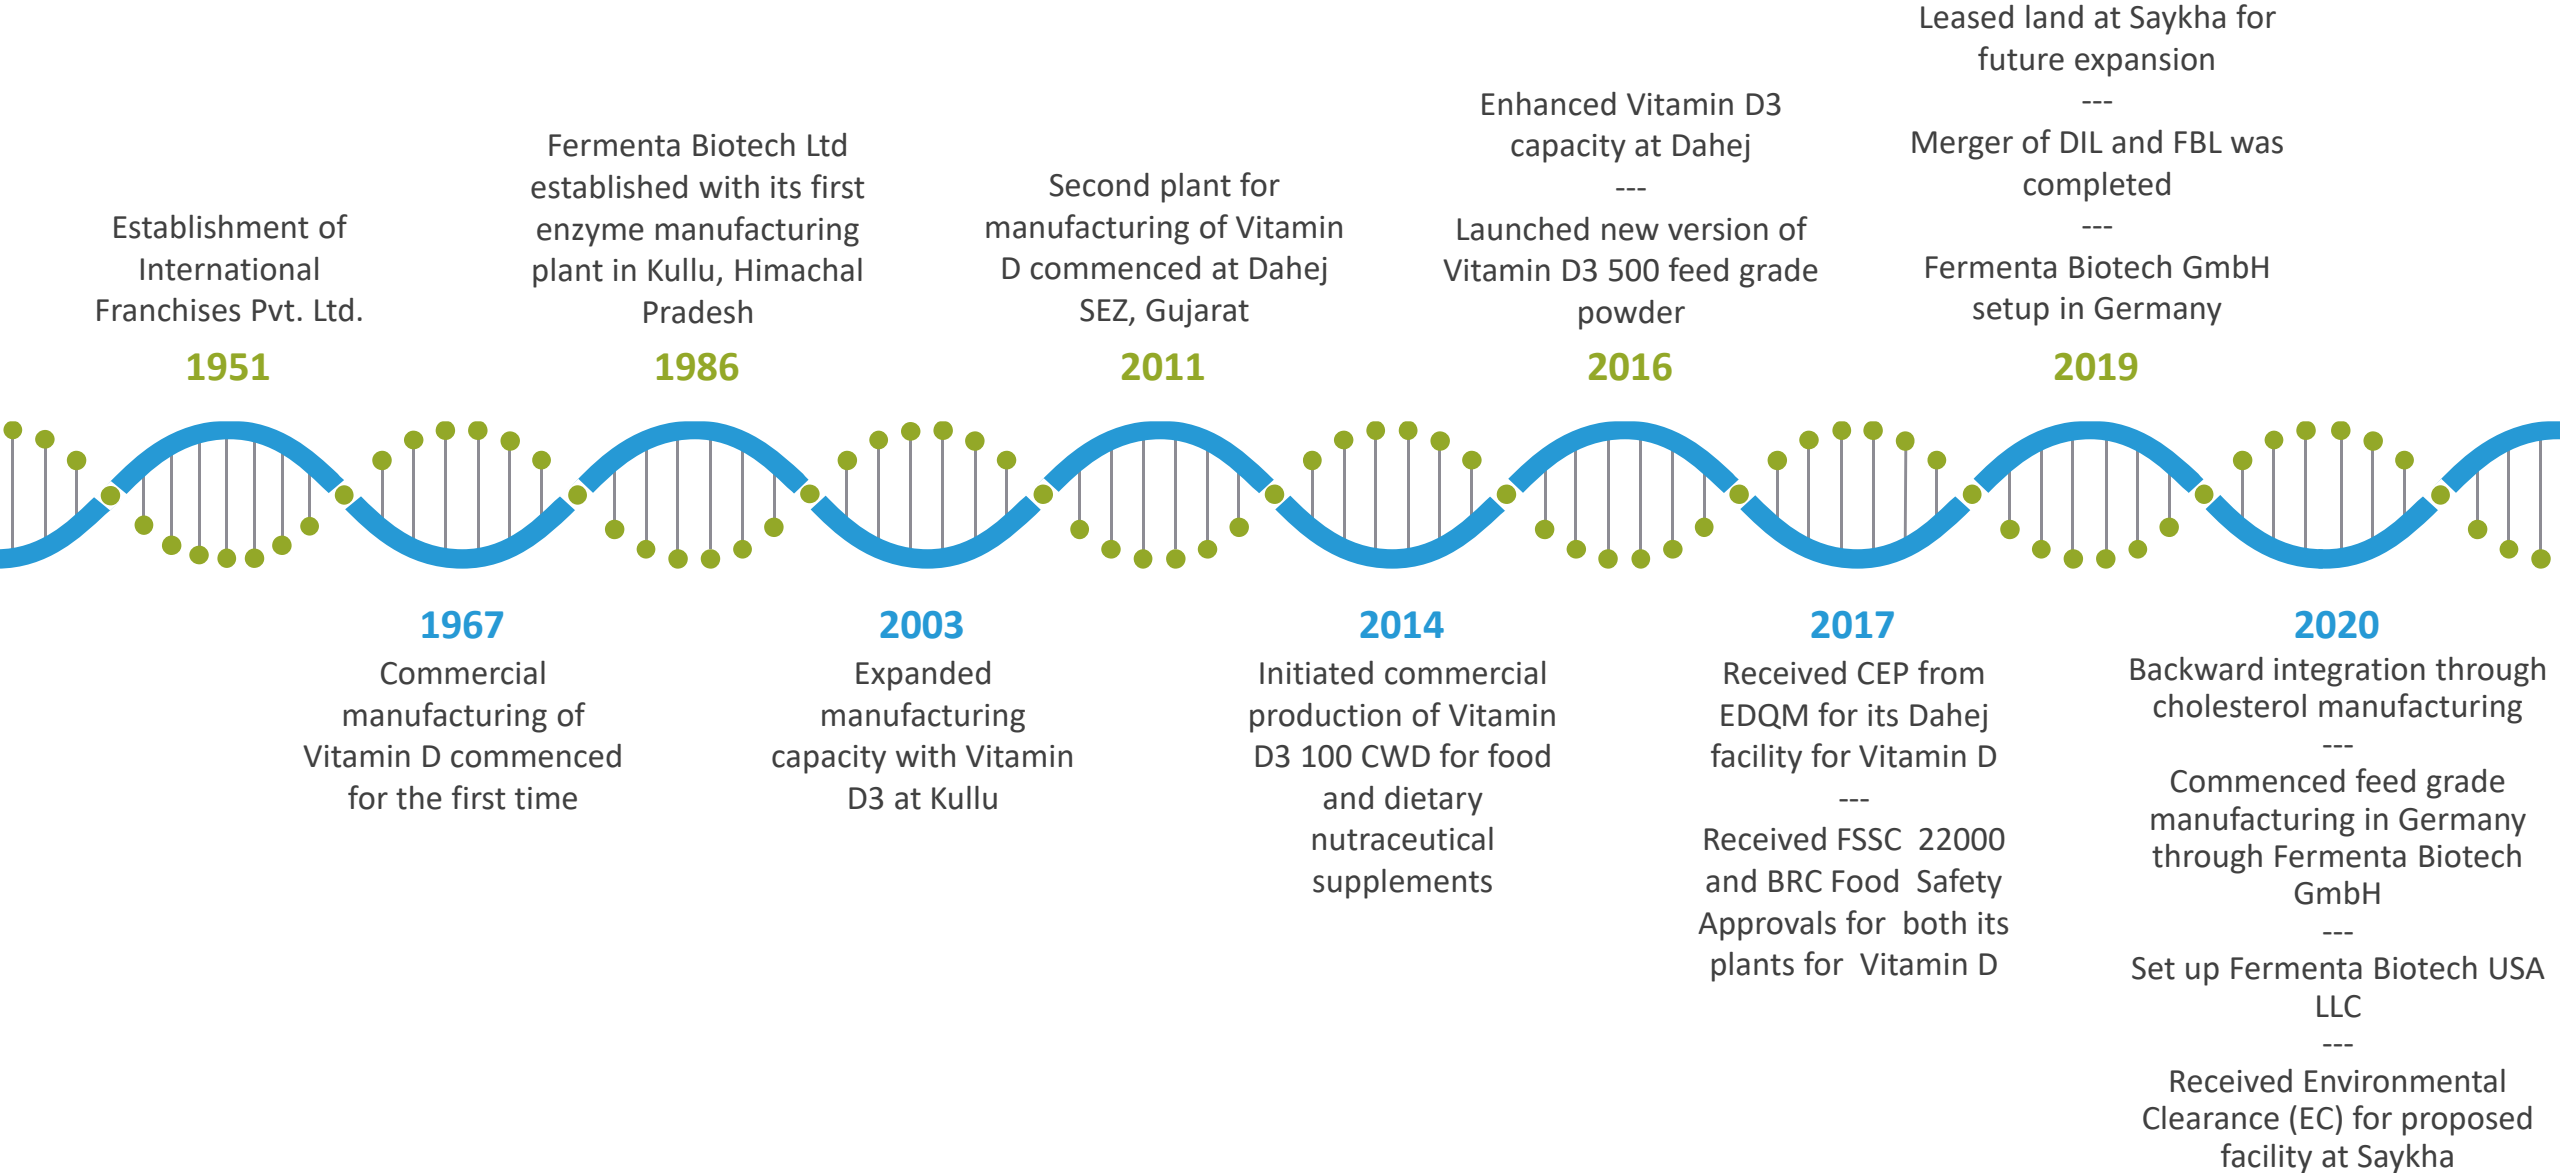 Establishment of
International
Franchises Pvt. Ltd.
1951
1967
Commercial
manufacturing of
Vitamin D commenced
for the first time
Fermenta Biotech Ltd
established with its first
enzyme manufacturing
plant in Kullu, Himachal
Pradesh
1986
2003
Expanded
manufacturing
capacity with Vitamin
D3 at Kullu
Second plant for
manufacturing of Vitamin
D commenced at Dahej
SEZ, Gujarat
2011
2014
Initiated commercial
production of Vitamin
D3 100 CWD for food
and dietary
nutraceutical
supplements
Enhanced Vitamin D3
capacity at Dahej
---
Launched new version of
Vitamin D3 500 feed grade
powder
2016
2017
Received CEP from
EDQM for its Dahej
facility for Vitamin D
---
Received FSSC  22000
and BRC Food  Safety
Approvals for  both its
plants for  Vitamin D
Leased land at Saykha for
future expansion
---
Merger of DIL and FBL was
completed
---
Fermenta Biotech GmbH
setup in Germany
2019
2020
Backward integration through
cholesterol manufacturing
---
Commenced feed grade
manufacturing in Germany
through Fermenta Biotech
GmbH
---
Set up Fermenta Biotech USA
LLC
---
Received Environmental
Clearance (EC) for proposed
facility at Saykha